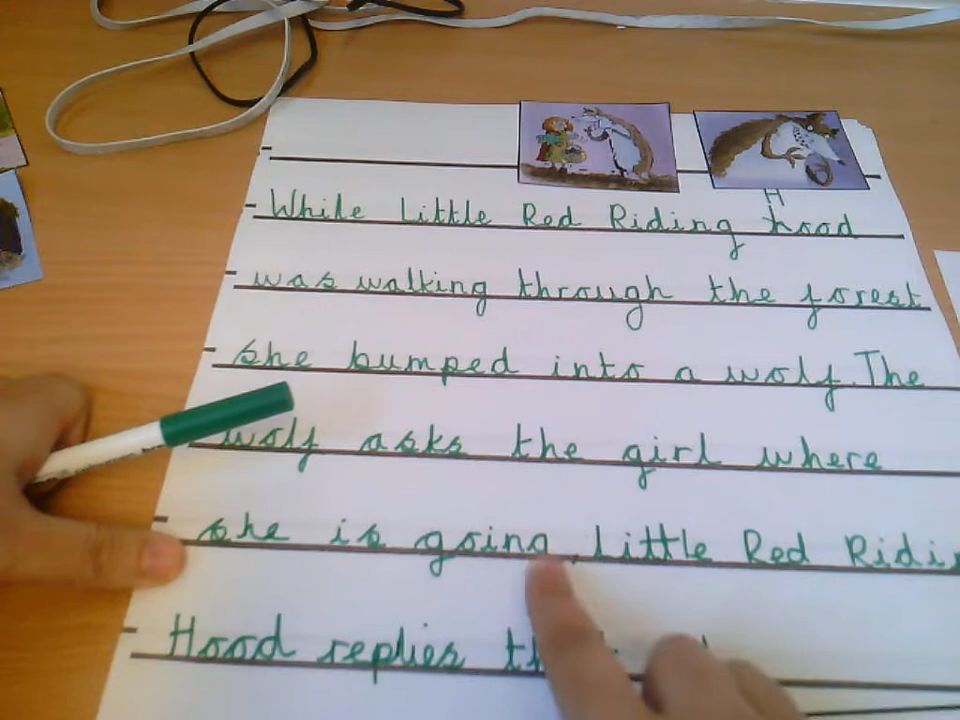 While Little Red Riding Hood
was walking through the forest
she bumped into a wolf. The
wolf asks the girl where
she is going, Little Red Ridin
Hood replies